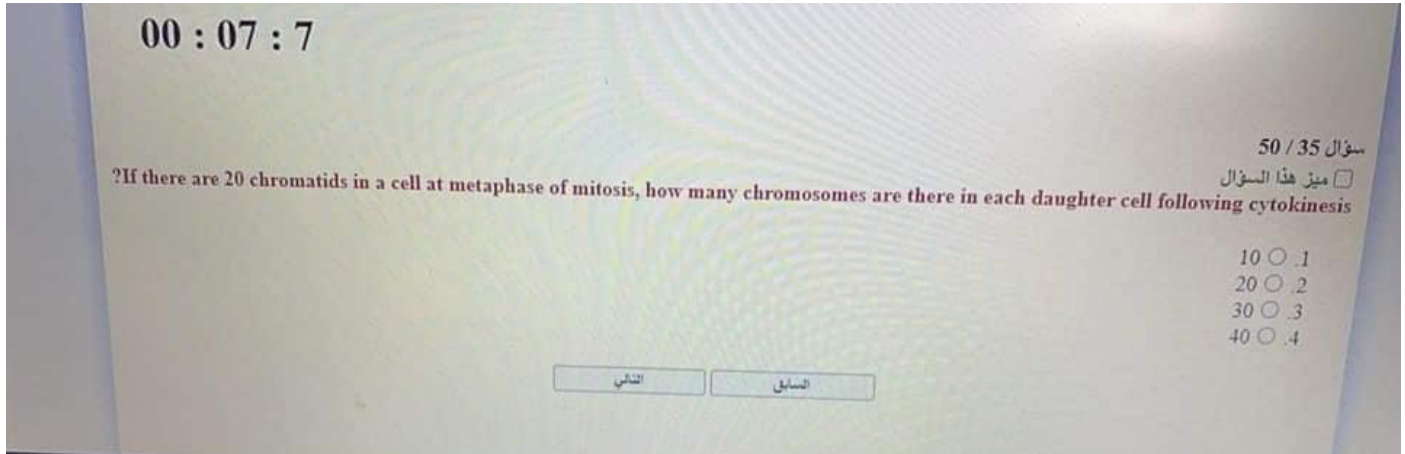 00 : 07 : 7
سؤال 35 / 50
ميز هذا السؤال
?If there are 20 chromatids in a cell at metaphase of mitosis, how many chromosomes are there in each daughter cell following cytokinesis
10 .1
20 .2
30 .3
40 .4
السابق
التالي